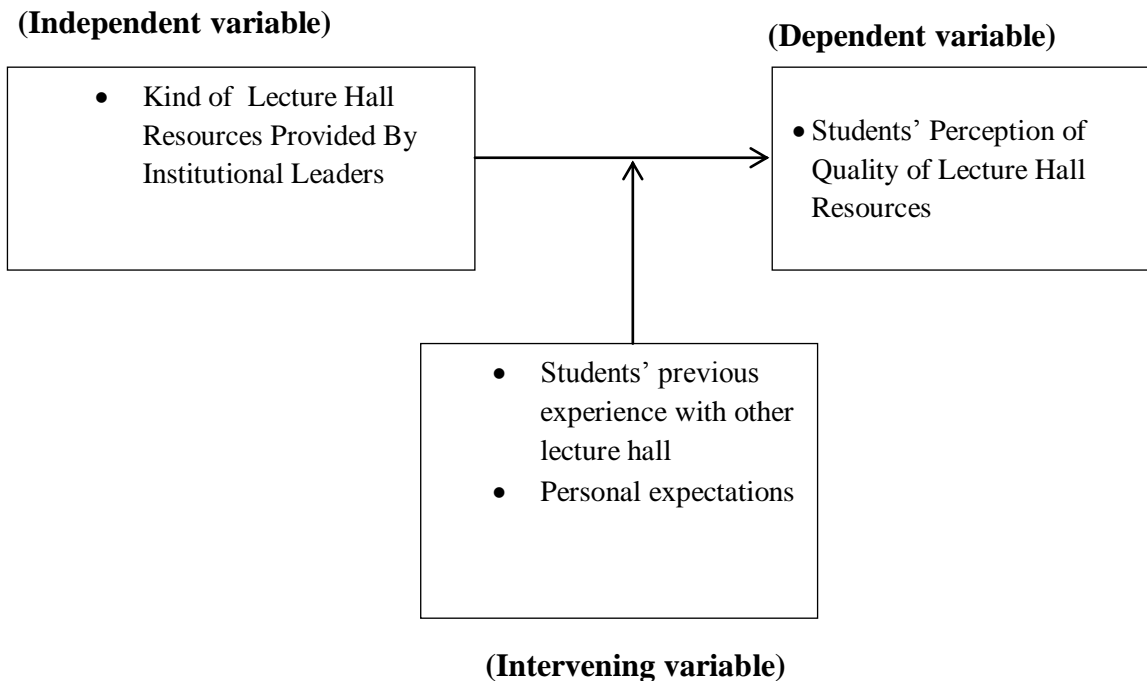 (Independent variable)
• Kind of Lecture Hall
Resources Provided By
Institutional Leaders
(Dependent variable)
• Students’ Perception of
Quality of Lecture Hall
Resources
• Students’ previous
experience with other
lecture hall
• Personal expectations
(Intervening variable)